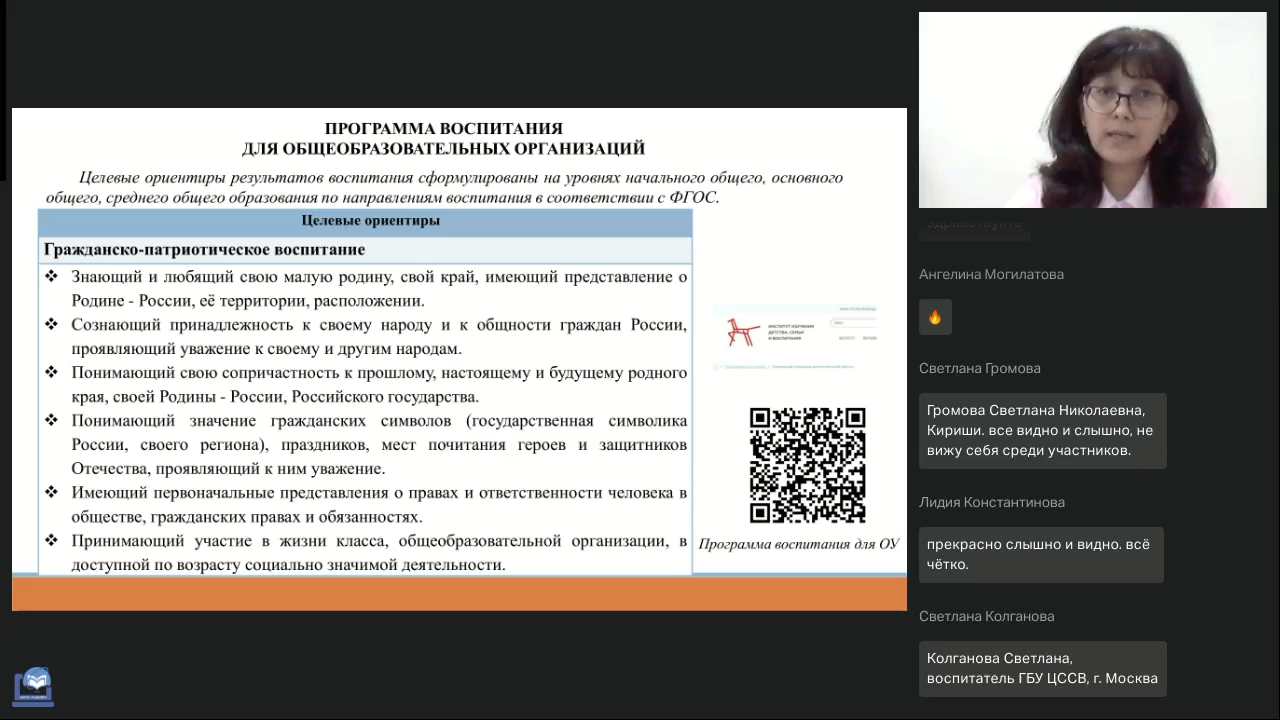 ПРОГРАММА ВОСПИТАНИЯ
ДЛЯ ОБЩЕОБРАЗОВАТЕЛЬНЫХ ОРГАНИЗАЦИЙ
Целевые ориентиры результатов воспитания сформулированы на уровнях начального общего, основного
общего, среднего общего образования по направлениям воспитания в соответствии с ФГОС.
Целевые ориентиры
Гражданско-патриотическое воспитание
❖ Знающий и любящий свою малую родину, свой край, имеющий представление о
Родине - России, её территории, расположении.
❖ Сознающий принадлежность к своему народу и к общности граждан России,
проявляющий уважение к своему и другим народам.
❖ Понимающий свою сопричастность к прошлому, настоящему и будущему родного
края, своей Родины - России, Российского государства.
❖ Понимающий значение гражданских символов (государственная символика
России, своего региона), праздников, мест почитания героев и защитников
Отечества, проявляющий к ним уважение.
❖ Имеющий первоначальные представления о правах и ответственности человека в
обществе, гражданских правах и обязанностях.
❖ Принимающий участие в жизни класса, общеобразовательной организации, в
доступной по возрасту социально значимой деятельности.
ИНСТИТУТ ИЗУЧЕНИЯ
ДЕТСТВА, СЕМЬИ
И ВОСПИТАНИЯ
Программа воспитания для ОУ
здравствуйте
Ангелина Могилатова
🔥
Светлана Громова
Громова Светлана Николаевна,
Кириши. все видно и слышно, не
вижу себя среди участников.
Лидия Константинова
прекрасно слышно и видно. всё
чётко.
Светлана Колганова
Колганова Светлана,
воспитатель ГБУ ЦССВ, г. Москва